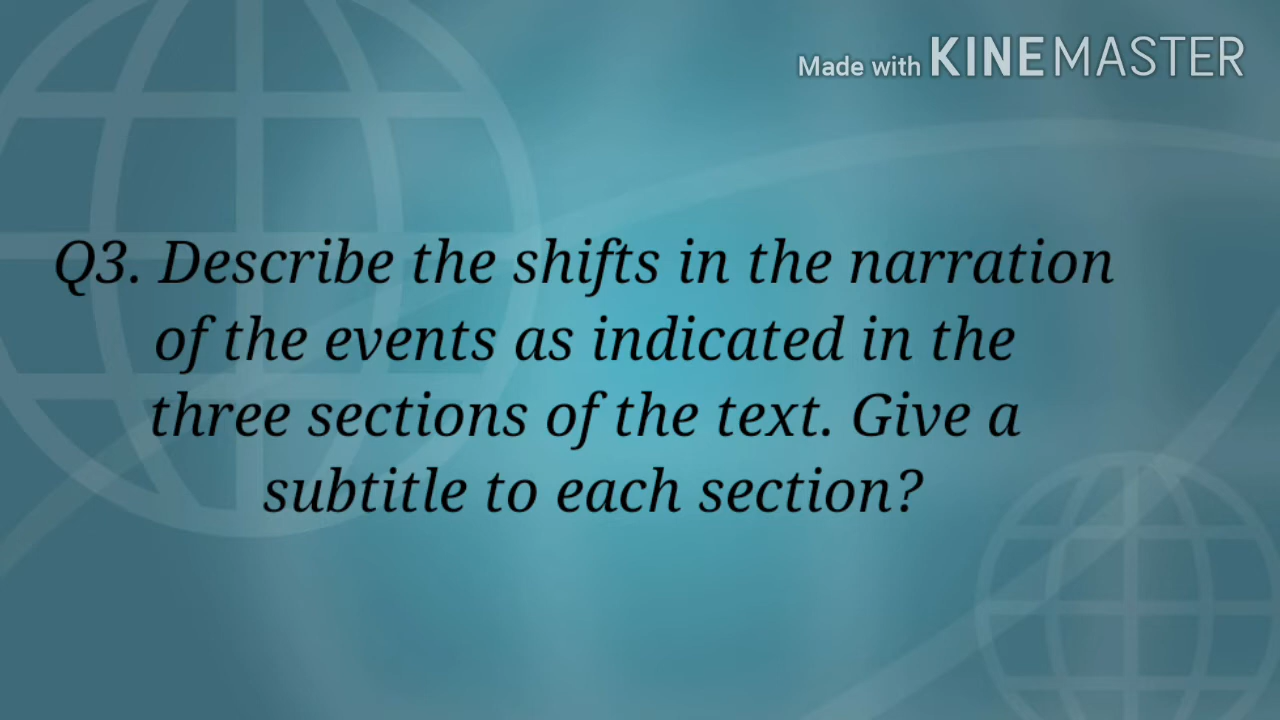 Made with KINEMASTER
Q3. Describe the shifts in the narration
of the events as indicated in the
three sections of the text. Give a
subtitle to each section?